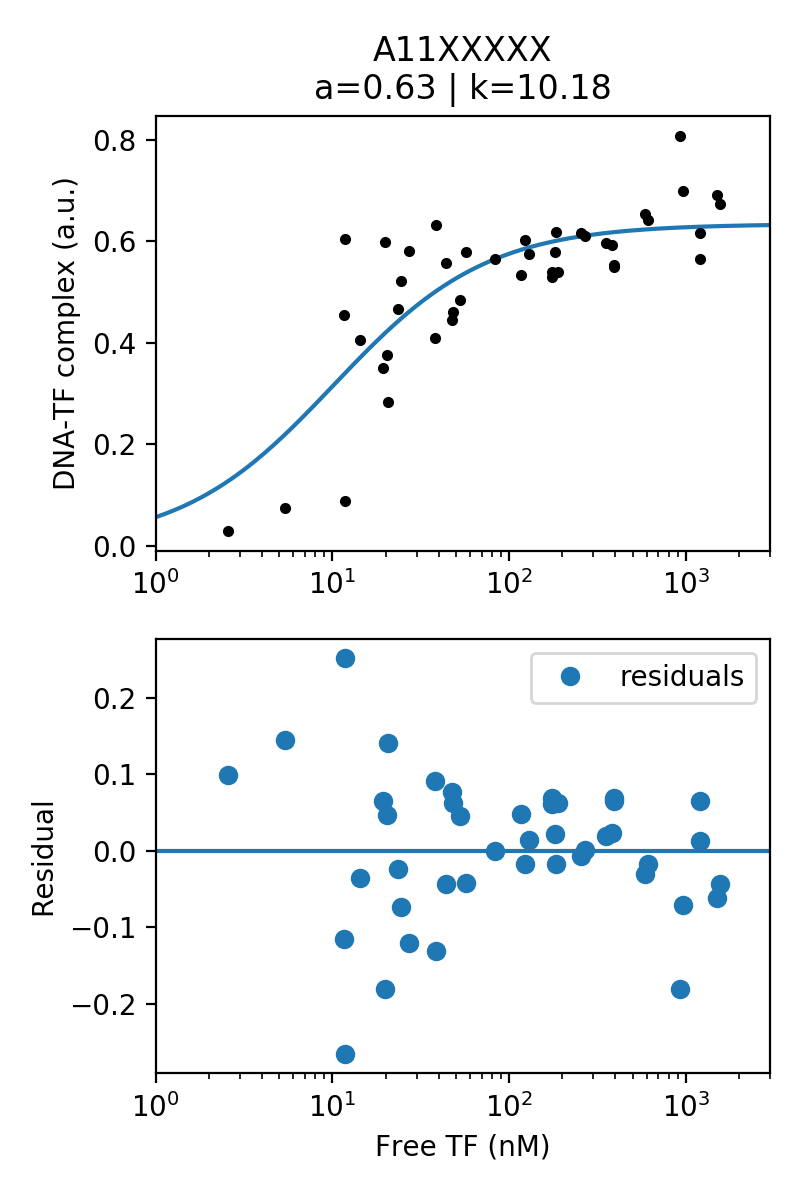 A11XXXXX
a=0.63 | k=10.18
DNA-TF complex (a.u.)
0.8
0.6
0.4
0.2
0.0
10⁰ 10¹ 10² 10³
residuals
Residual
0.2
0.1
0.0
−0.1
−0.2
10⁰ 10¹ 10² 10³
Free TF (nM)